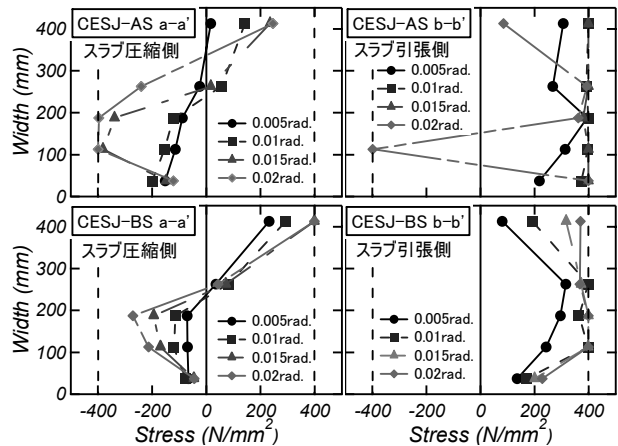 CESJ-AS a-a'
スラブ圧縮側
0.005rad.
0.01rad.
0.015rad.
0.02rad.
CESJ-AS b-b'
スラブ引張側
0.005rad.
0.01rad.
0.015rad.
0.02rad.
Width (mm)
400
300
200
100
0
CESJ-BS a-a'
スラブ圧縮側
0.005rad.
0.01rad.
0.015rad.
0.02rad.
CESJ-BS b-b'
スラブ引張側
0.005rad.
0.01rad.
0.015rad.
0.02rad.
Width (mm)
400
300
200
100
0
-400 -200 0 200 400
-400 -200 0 200 400
Stress (N/mm²)
Stress (N/mm²)